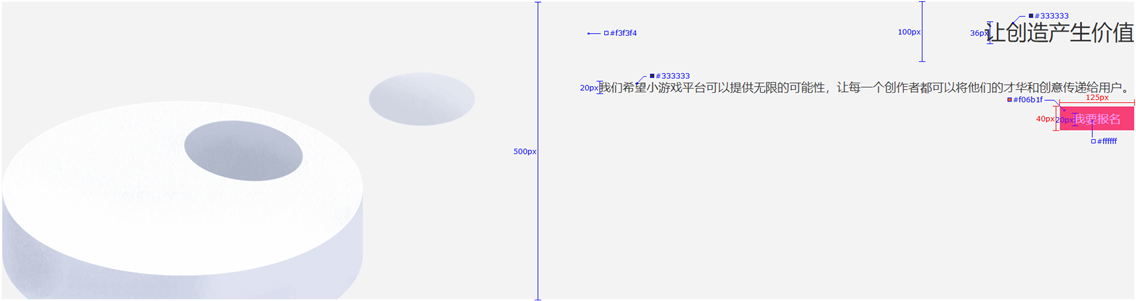 #333333
100px
36px
让创造产生价值
#f3f3f4
#333333
20px
我们希望小游戏平台可以提供无限的可能性，让每一个创作者都可以将他们的才华和创意传递给用户。
#f06b1f
125px
40px
20px
我要报名
#ffffff
500px